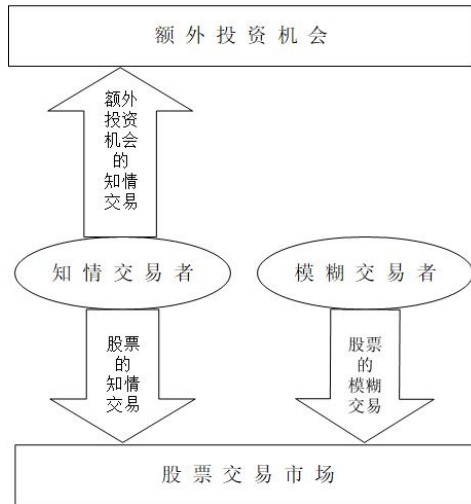 额外投资机会
额外
投资
机会
的
知情
交易
知情交易者
模糊交易者
股票
的
知情
交易
股票
的
模糊
交易
股票交易市场